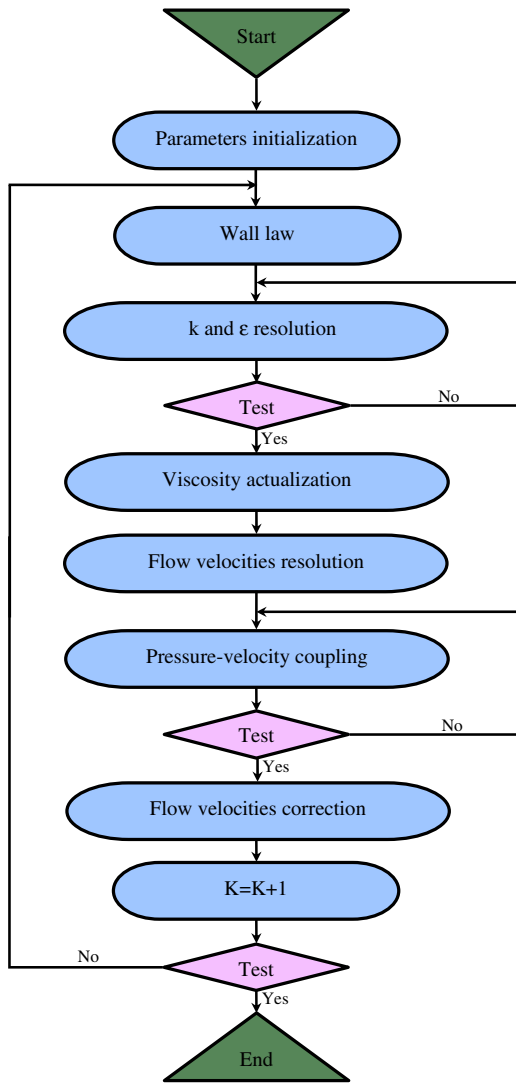 Start
Parameters initialization
Wall law
k and ε resolution
Test
No
Yes
Viscosity actualization
Flow velocities resolution
Pressure-velocity coupling
Test
No
Yes
Flow velocities correction
K=K+1
No
Test
Yes
End